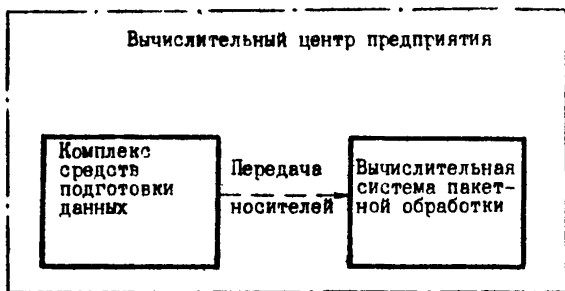 Вычислительный центр предприятия
Комплекс
средств
подготовки
данных
Передача
носителей
Вычислительная
система пакет-
ной обработки